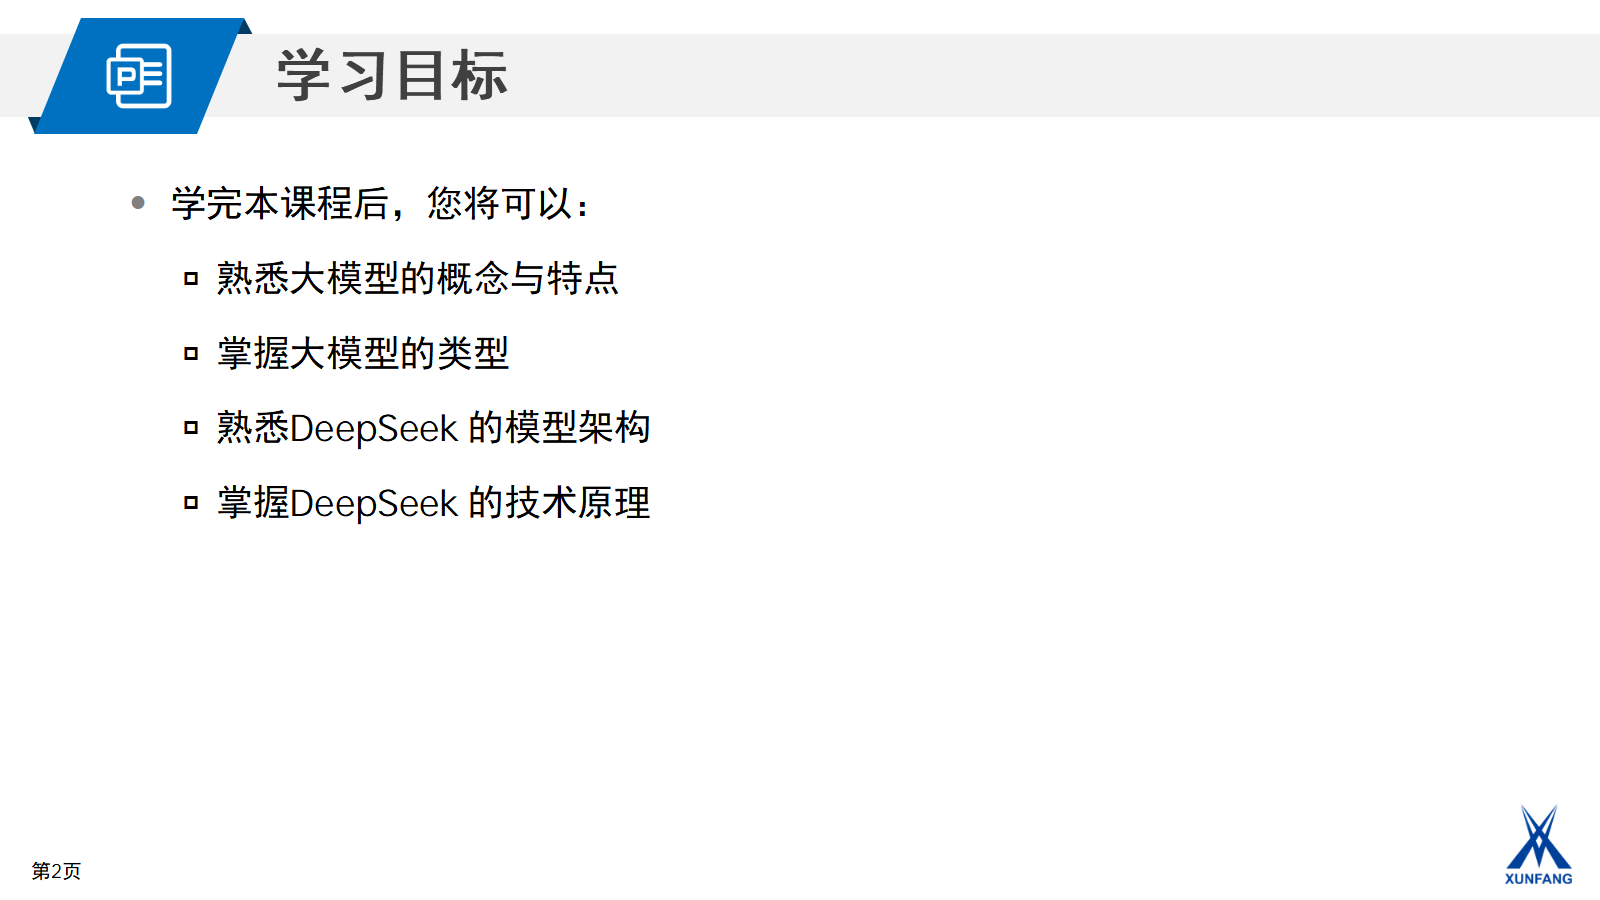 学习目标
学完本课程后，您将可以：
熟悉大模型的概念与特点
掌握大模型的类型
熟悉DeepSeek 的模型架构
掌握DeepSeek 的技术原理
第2页
XUNFANG